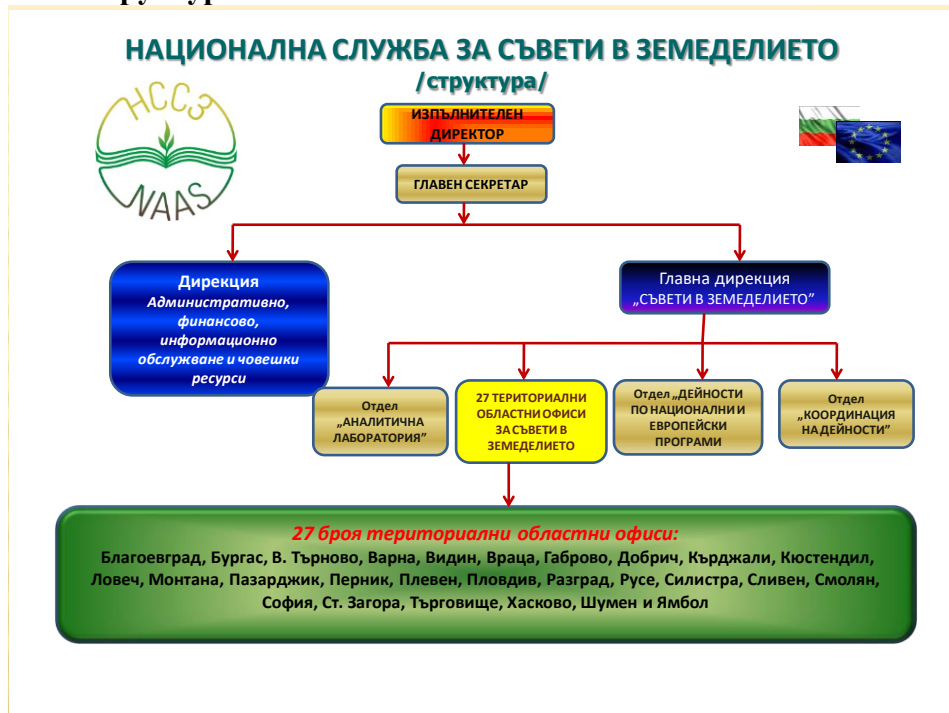 НАЦИОНАЛНА СЛУЖБА ЗА СЪВЕТИ В ЗЕМЕДЕЛИЕТО
/структура/
НССЗ
NAAS
ИЗПЪЛНИТЕЛЕН
ДИРЕКТОР
ГЛАВЕН СЕКРЕТАР
Дирекция
Административно,
финансово,
информационно
обслужване и човешки
ресурси
Главна дирекция
„СЪВЕТИ В ЗЕМЕДЕЛИЕТО”
Отдел
„АНАЛИТИЧНА
ЛАБОРАТОРИЯ”
27 ТЕРИТОРИАЛНИ
ОБЛАСТНИ ОФИСИ
ЗА СЪВЕТИ В
ЗЕМЕДЕЛИЕТО
Отдел „ДЕЙНОСТИ
ПО НАЦИОНАЛНИ И
ЕВРОПЕЙСКИ
ПРОГРАМИ
Отдел
„КООРДИНАЦИЯ
НА ДЕЙНОСТИ”
27 броя териториални областни офиси:
Благоевград, Бургас, В. Търново, Варна, Видин, Враца, Габрово, Добрич, Кърджали, Кюстендил,
Ловеч, Монтана, Пазарджик, Перник, Плевен, Пловдив, Разград, Русе, Силистра, Сливен, Смолян,
София, Ст. Загора, Търговище, Хасково, Шумен и Ямбол